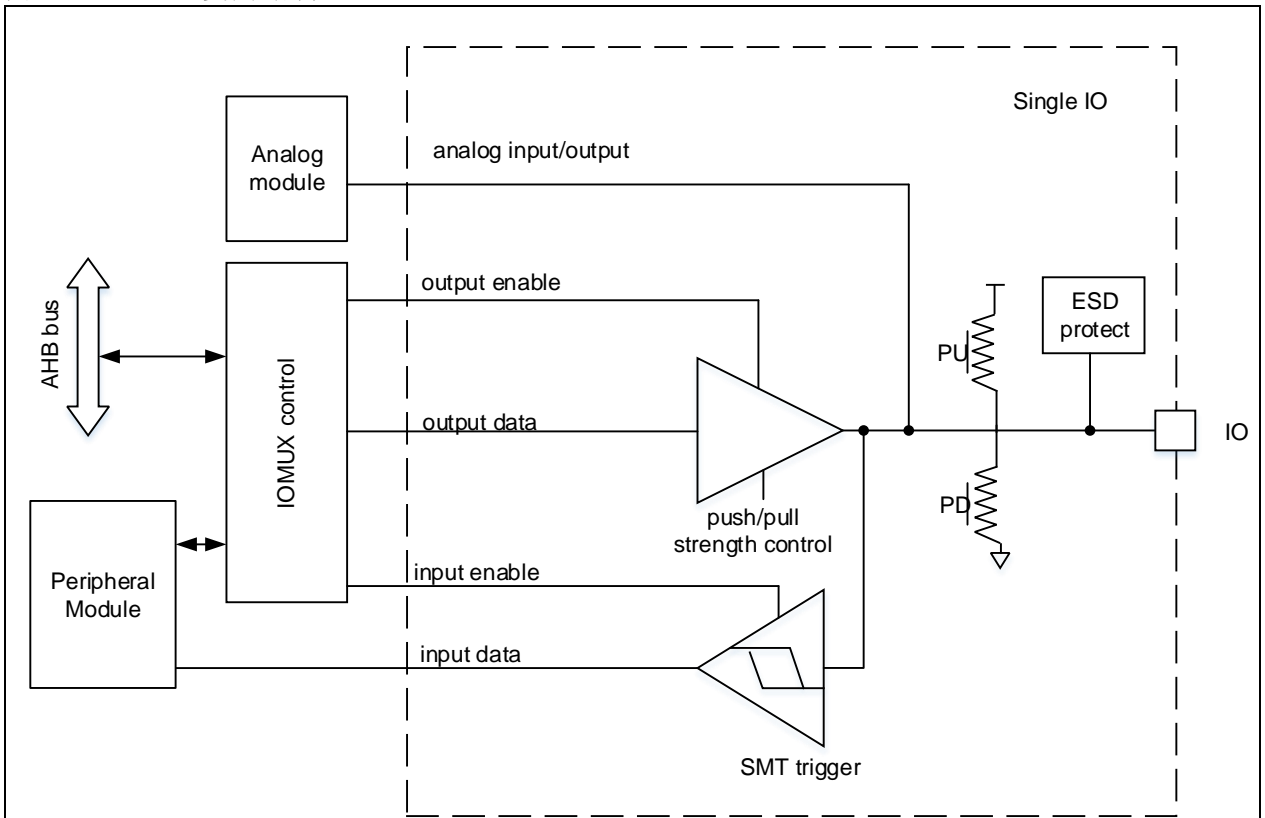 Single IO
Analog
module
analog input/output
output enable
AHB bus
ESD
protect
PU
IOMUX control
output data
IO
PD
push/pull
strength control
input enable
Peripheral
Module
input data
SMT trigger